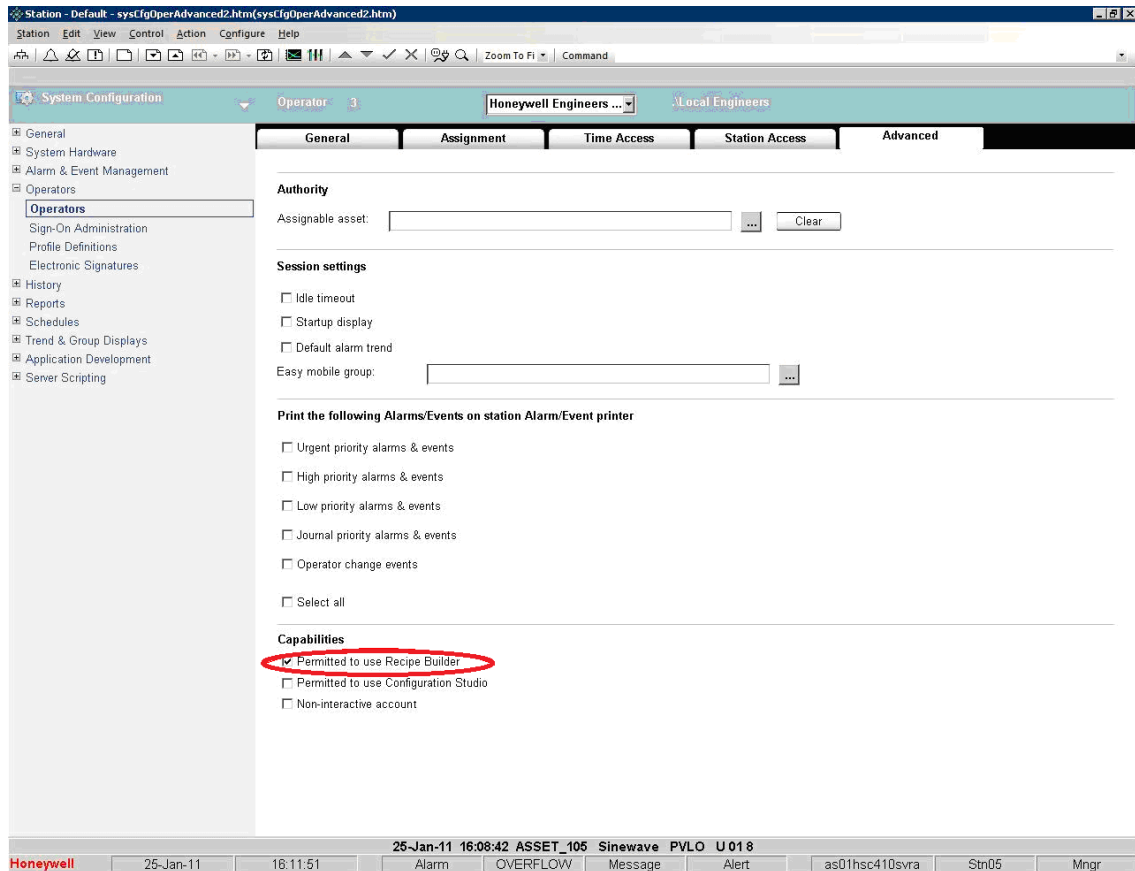 Station - Default - sysCfgOperAdvanced2.htm(sysCfgOperAdvanced2.htm)
Station Edit View Control Action Configure Help
Zoom To Fi Command
System Configuration
Operator 3 Honeywell Engineers ... .\Local Engineers
General Assignment Time Access Station Access Advanced
General
System Hardware
Alarm & Event Management
Operators
Operators
Sign-On Administration
Profile Definitions
Electronic Signatures
History
Reports
Schedules
Trend & Group Displays
Application Development
Server Scripting
Authority
Assignable asset: ... Clear
Session settings
Idle timeout
Startup display
Default alarm trend
Easy mobile group: ...
Print the following Alarms/Events on station Alarm/Event printer
Urgent priority alarms & events
High priority alarms & events
Low priority alarms & events
Journal priority alarms & events
Operator change events
Select all
Capabilities
Permitted to use Recipe Builder
Permitted to use Configuration Studio
Non-interactive account
25-Jan-11 16:08:42 ASSET_105 Sinewave PVLO U 01 8
Honeywell 25-Jan-11 16:11:51 Alarm OVERFLOW Message Alert as01hsc410svra Stn05 Mngr